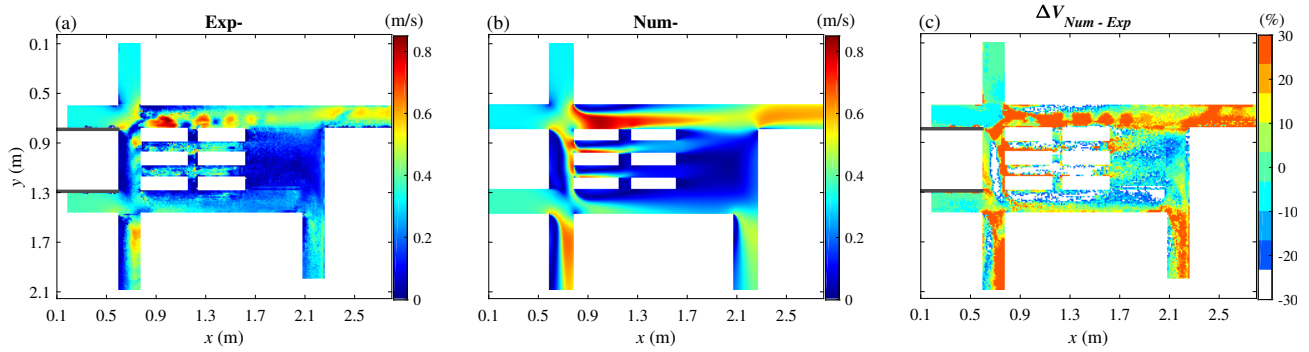 (a) Exp- (m/s)
0.8
0.6
0.4
0.2
0
0.1
0.5
0.9
1.3
1.7
2.1
y (m)
0.1 0.5 0.9 1.3 1.7 2.1 2.5
x (m)
(b) Num- (m/s)
0.8
0.6
0.4
0.2
0
0.1 0.5 0.9 1.3 1.7 2.1 2.5
x (m)
(c) ΔV Num - Exp (%)
30
20
10
0
-10
-20
-30
0.1 0.5 0.9 1.3 1.7 2.1 2.5
x (m)